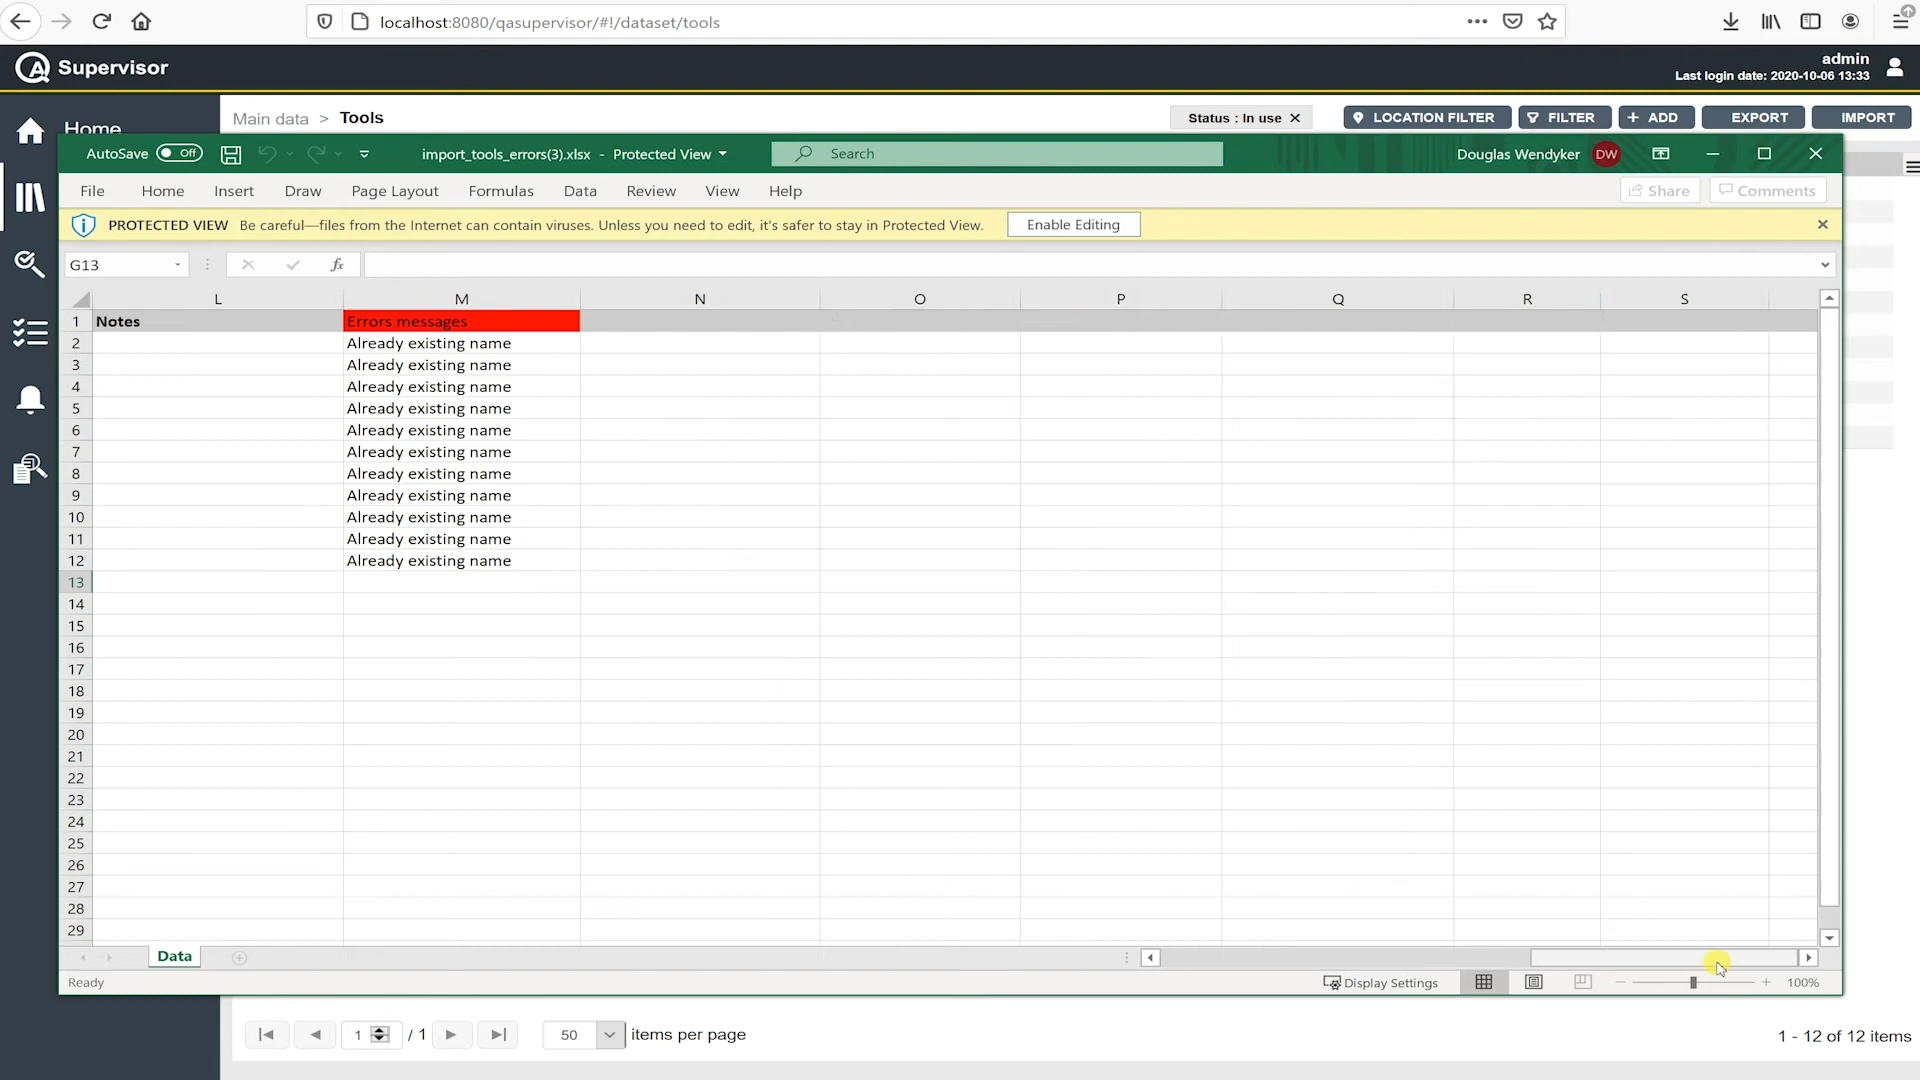 localhost:8080/qasupervisor/#!/dataset/tools
Supervisor
admin
Last login date: 2020-10-06 13:33
Home
Main data > Tools
Status : In use ×
LOCATION FILTER
FILTER
+ ADD
EXPORT
IMPORT
AutoSave Off
import_tools_errors(3).xlsx - Protected View
Search
Douglas Wendyker DW
File Home Insert Draw Page Layout Formulas Data Review View Help
Share
Comments
PROTECTED VIEW Be careful—files from the Internet can contain viruses. Unless you need to edit, it's safer to stay in Protected View.
Enable Editing
G13
fx
L M N O P Q R S
1 Notes Errors messages
2 Already existing name
3 Already existing name
4 Already existing name
5 Already existing name
6 Already existing name
7 Already existing name
8 Already existing name
9 Already existing name
10 Already existing name
11 Already existing name
12 Already existing name
13
14
15
16
17
18
19
20
21
22
23
24
25
26
27
28
29
Data
Ready
Display Settings
100%
1 / 1
50 items per page
1 - 12 of 12 items